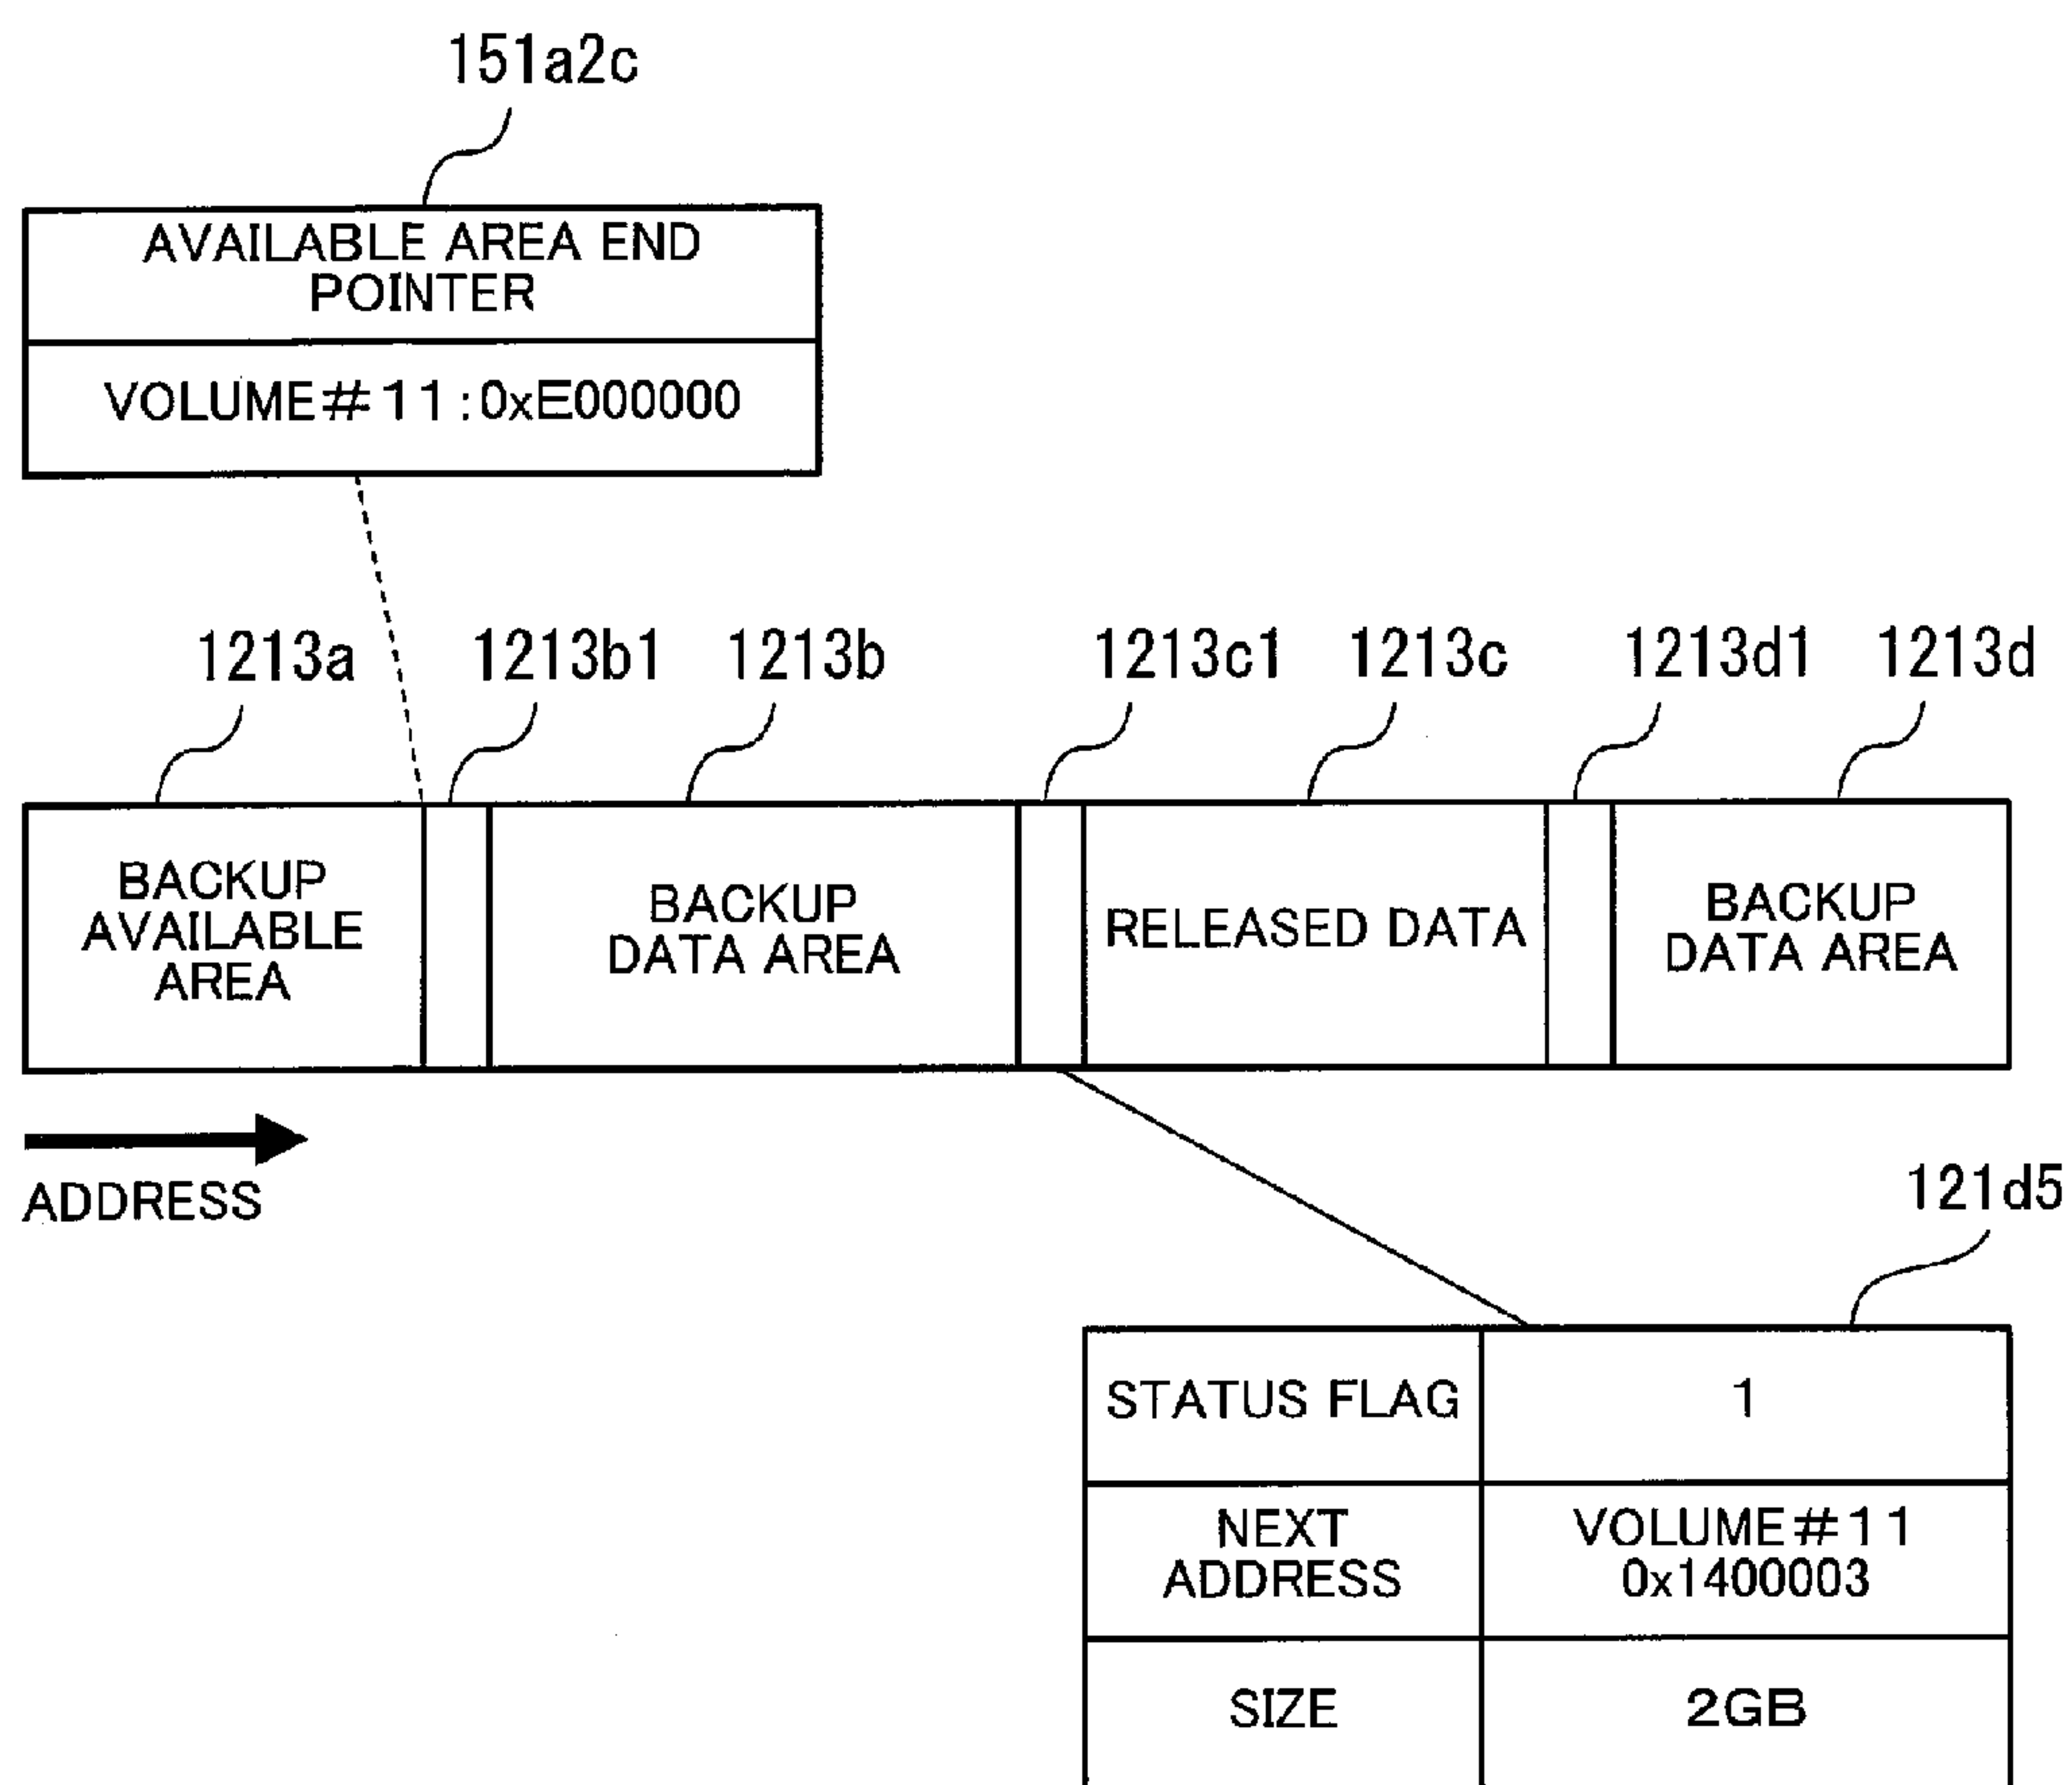 151a2c
AVAILABLE AREA END
POINTER
VOLUME#11:0xE000000
1213a 1213b1 1213b 1213c1 1213c 1213d1 1213d
BACKUP
AVAILABLE
AREA
BACKUP
DATA AREA
RELEASED DATA
BACKUP
DATA AREA
ADDRESS
121d5
STATUS FLAG 1
NEXT
ADDRESS
VOLUME#11
0x1400003
SIZE 2GB